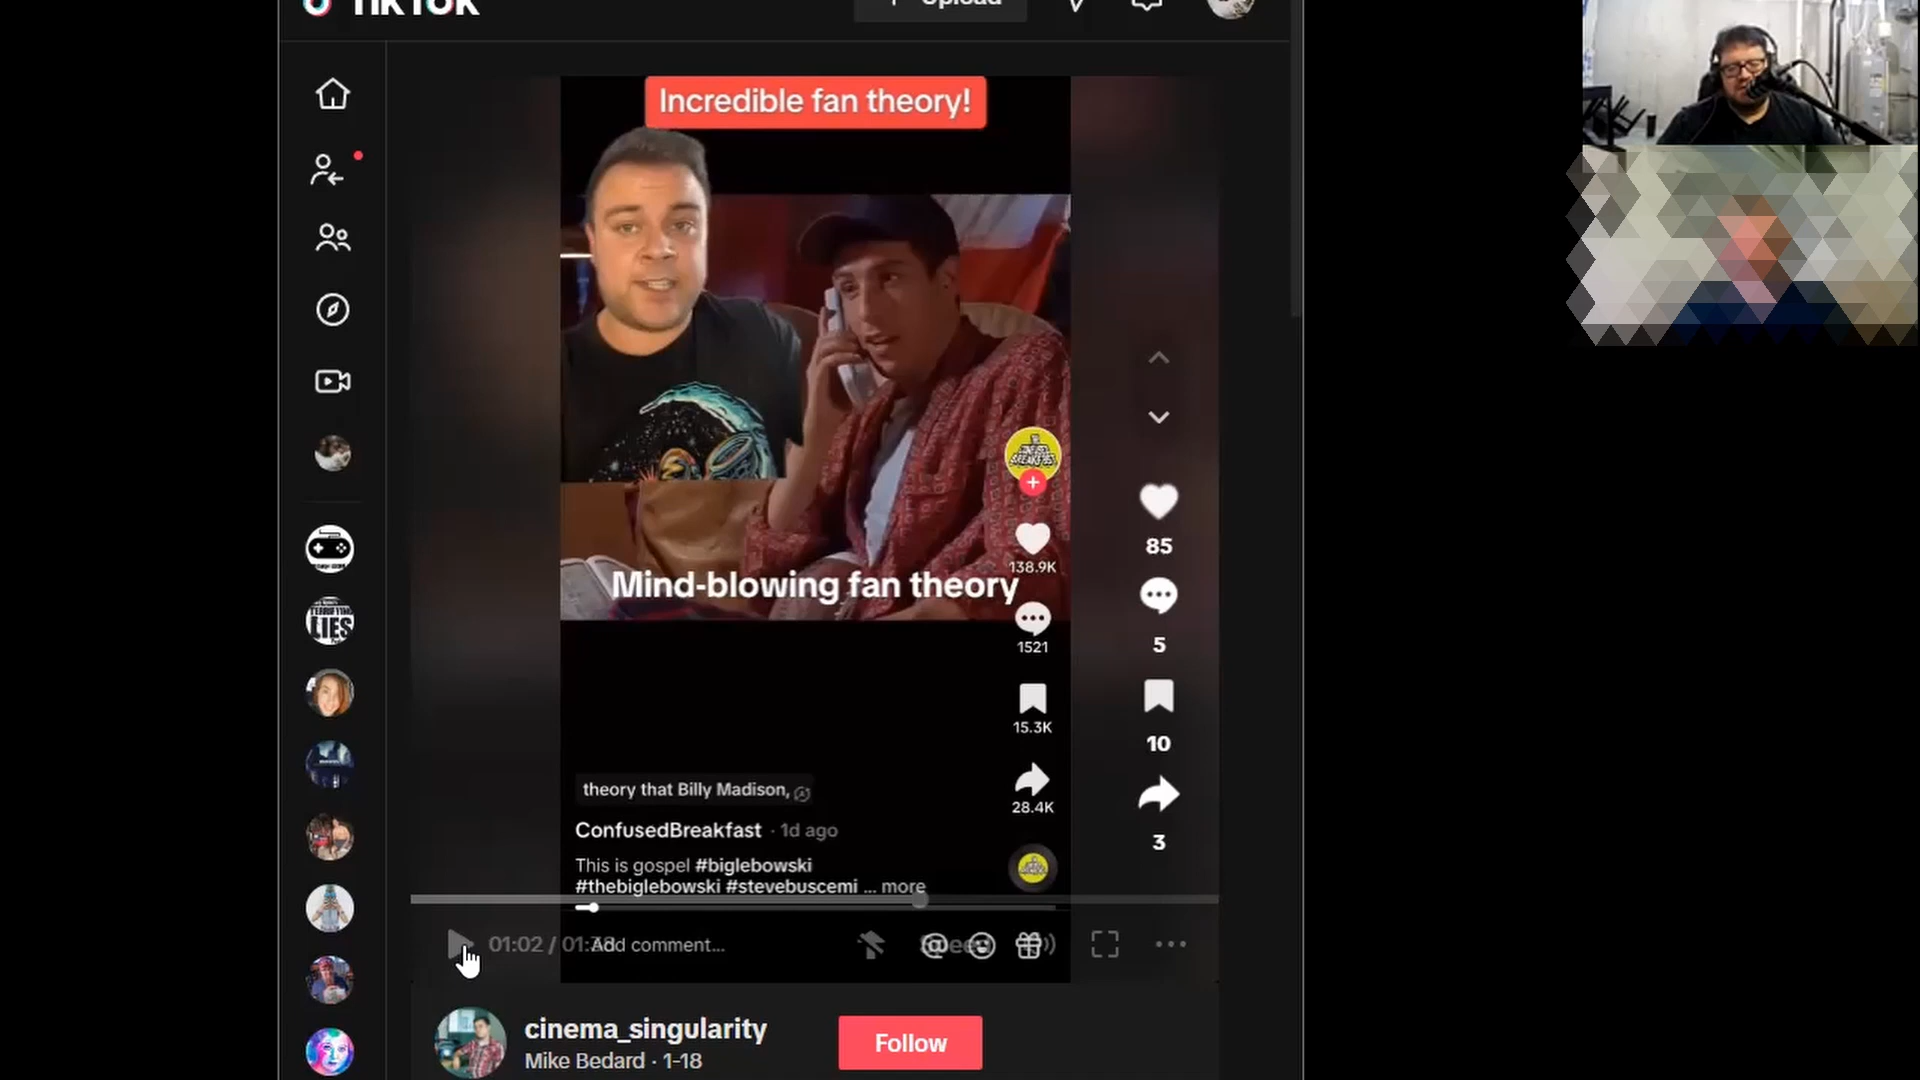 TikTok
Upload
Incredible fan theory!
Mind-blowing fan theory
138.9K
1521
15.3K
28.4K
85
5
10
3
theory that Billy Madison,
ConfusedBreakfast · 1d ago
This is gospel #biglebowski
#thebiglebowski #stevebuscemi ... more
01:02 / 01:
Add comment...
cinema_singularity
Mike Bedard · 1-18
Follow
LIES